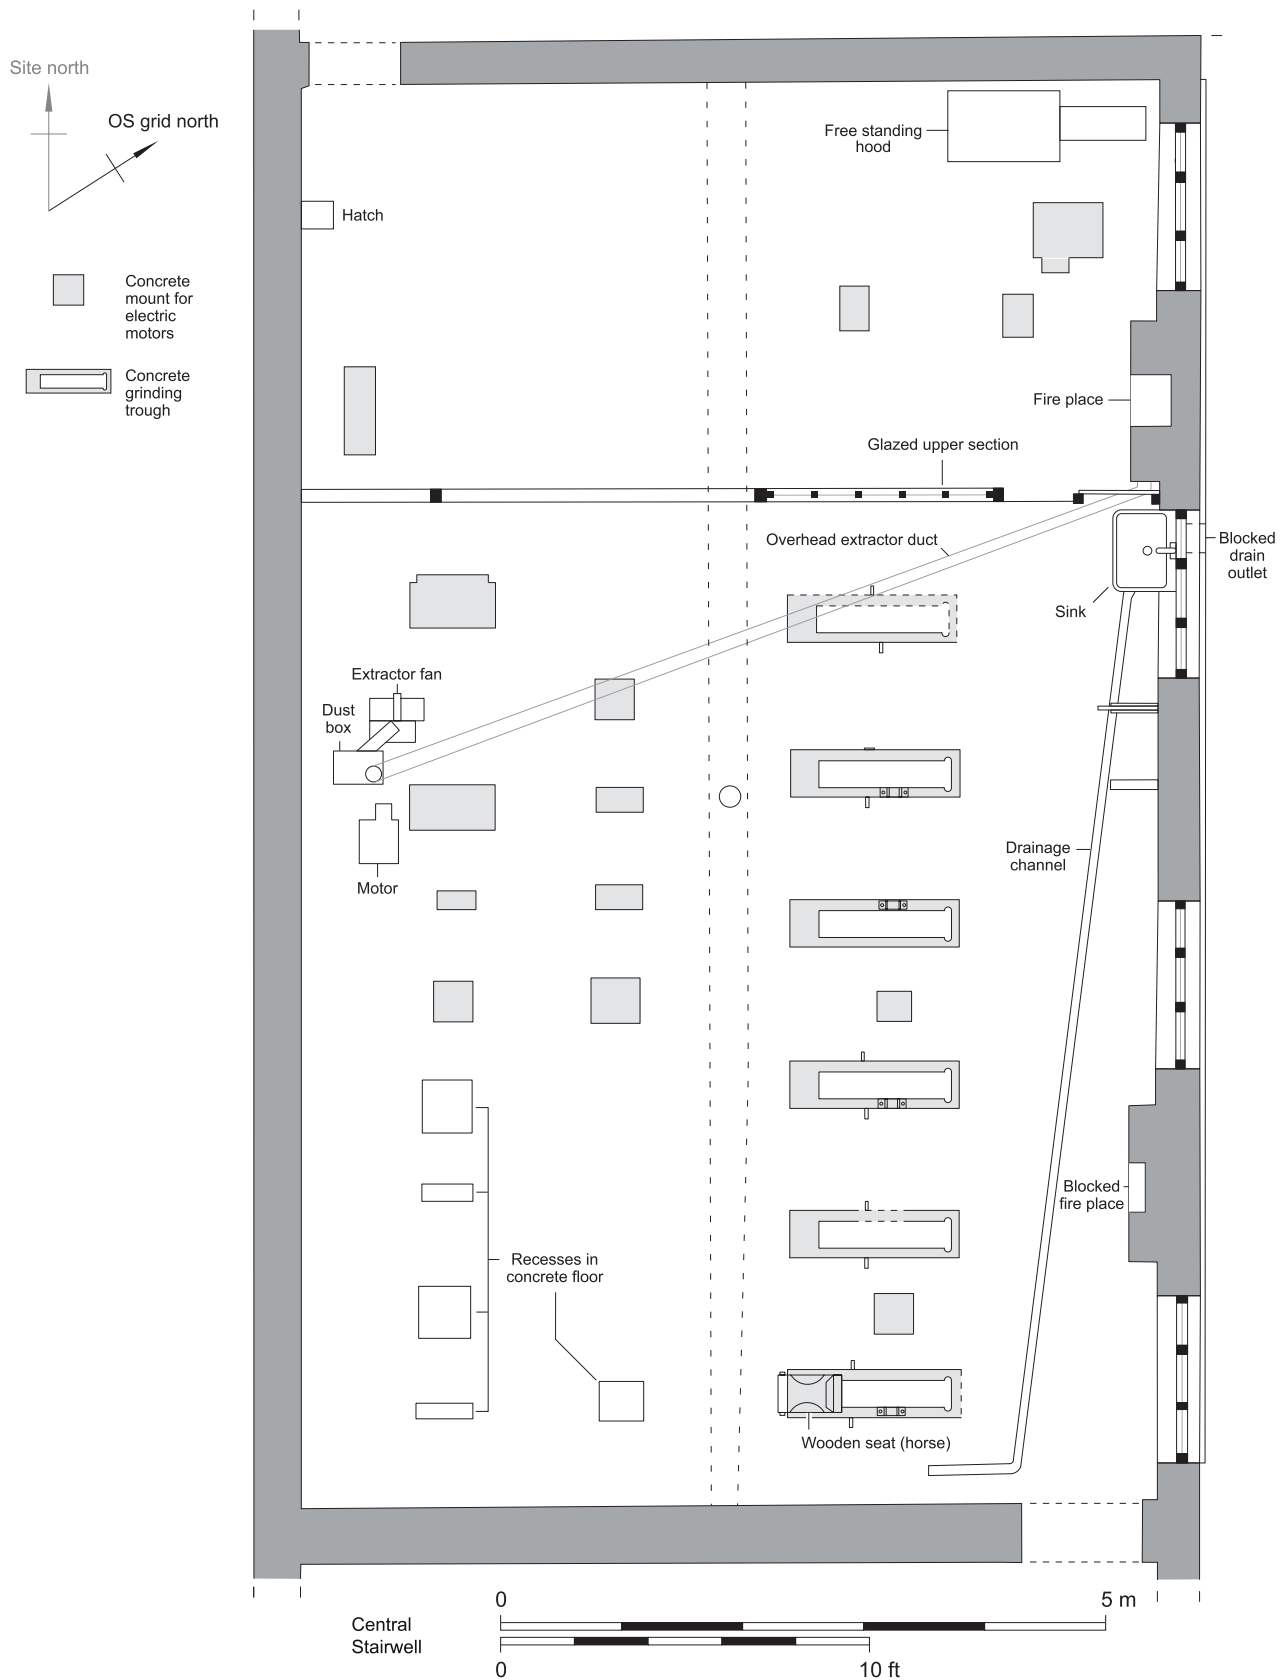 Site north
OS grid north
Concrete
mount for
electric
motors
Concrete
grinding
trough
Free standing
hood
Hatch
Fire place
Glazed upper section
Overhead extractor duct
Blocked
drain
outlet
Sink
Extractor fan
Dust
box
Motor
Drainage
channel
Blocked
fire place
Recesses in
concrete floor
Wooden seat (horse)
Central
Stairwell
0
5 m
0
10 ft